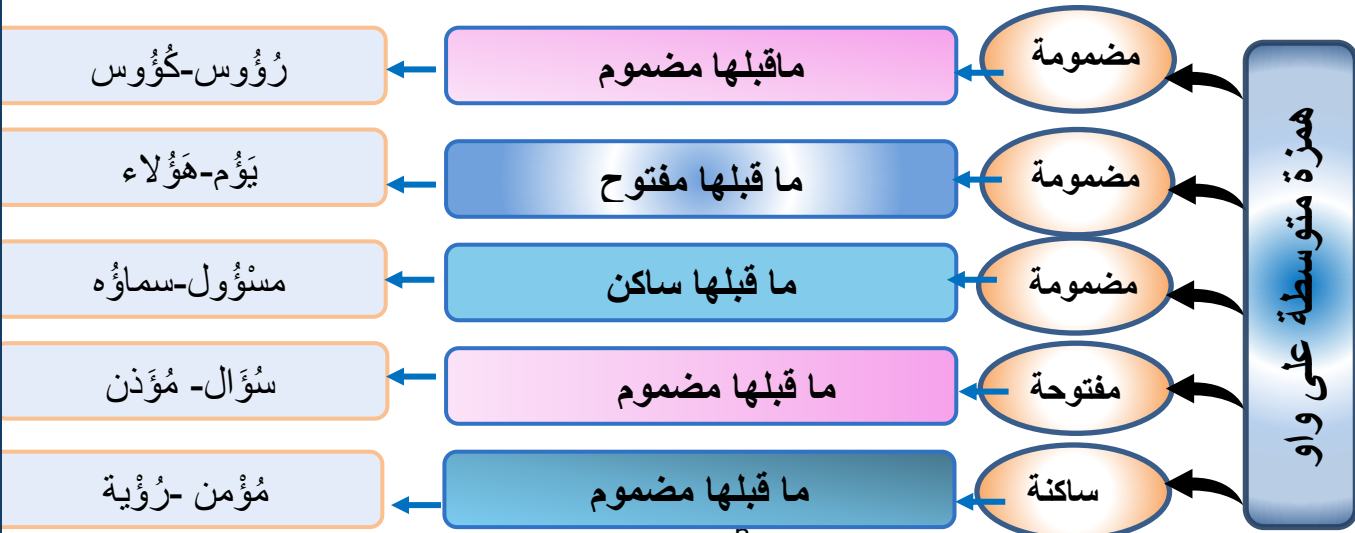 همزة متوسطة على واو
مضمومة
ماقبلها مضموم
رُؤُوس-كُؤُوس
مضمومة
ما قبلها مفتوح
يَؤُم-هَؤُلاء
مضمومة
ما قبلها ساكن
مسْؤُول-سماؤُه
مفتوحة
ما قبلها مضموم
سُؤَال- مُؤَذن
ساكنة
ما قبلها مضموم
مُؤْمن -رُؤْية